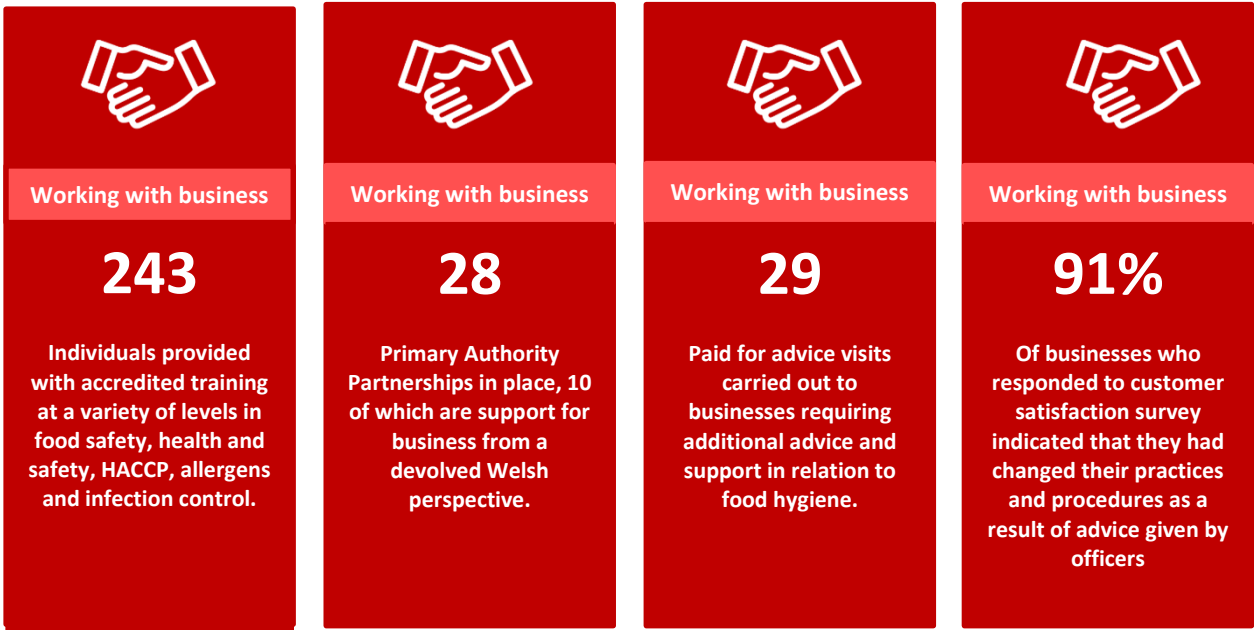 Working with business
243
Individuals provided
with accredited training
at a variety of levels in
food safety, health and
safety, HACCP, allergens
and infection control.
Working with business
28
Primary Authority
Partnerships in place, 10
of which are support for
business from a
devolved Welsh
perspective.
Working with business
29
Paid for advice visits
carried out to
businesses requiring
additional advice and
support in relation to
food hygiene.
Working with business
91%
Of businesses who
responded to customer
satisfaction survey
indicated that they had
changed their practices
and procedures as a
result of advice given by
officers